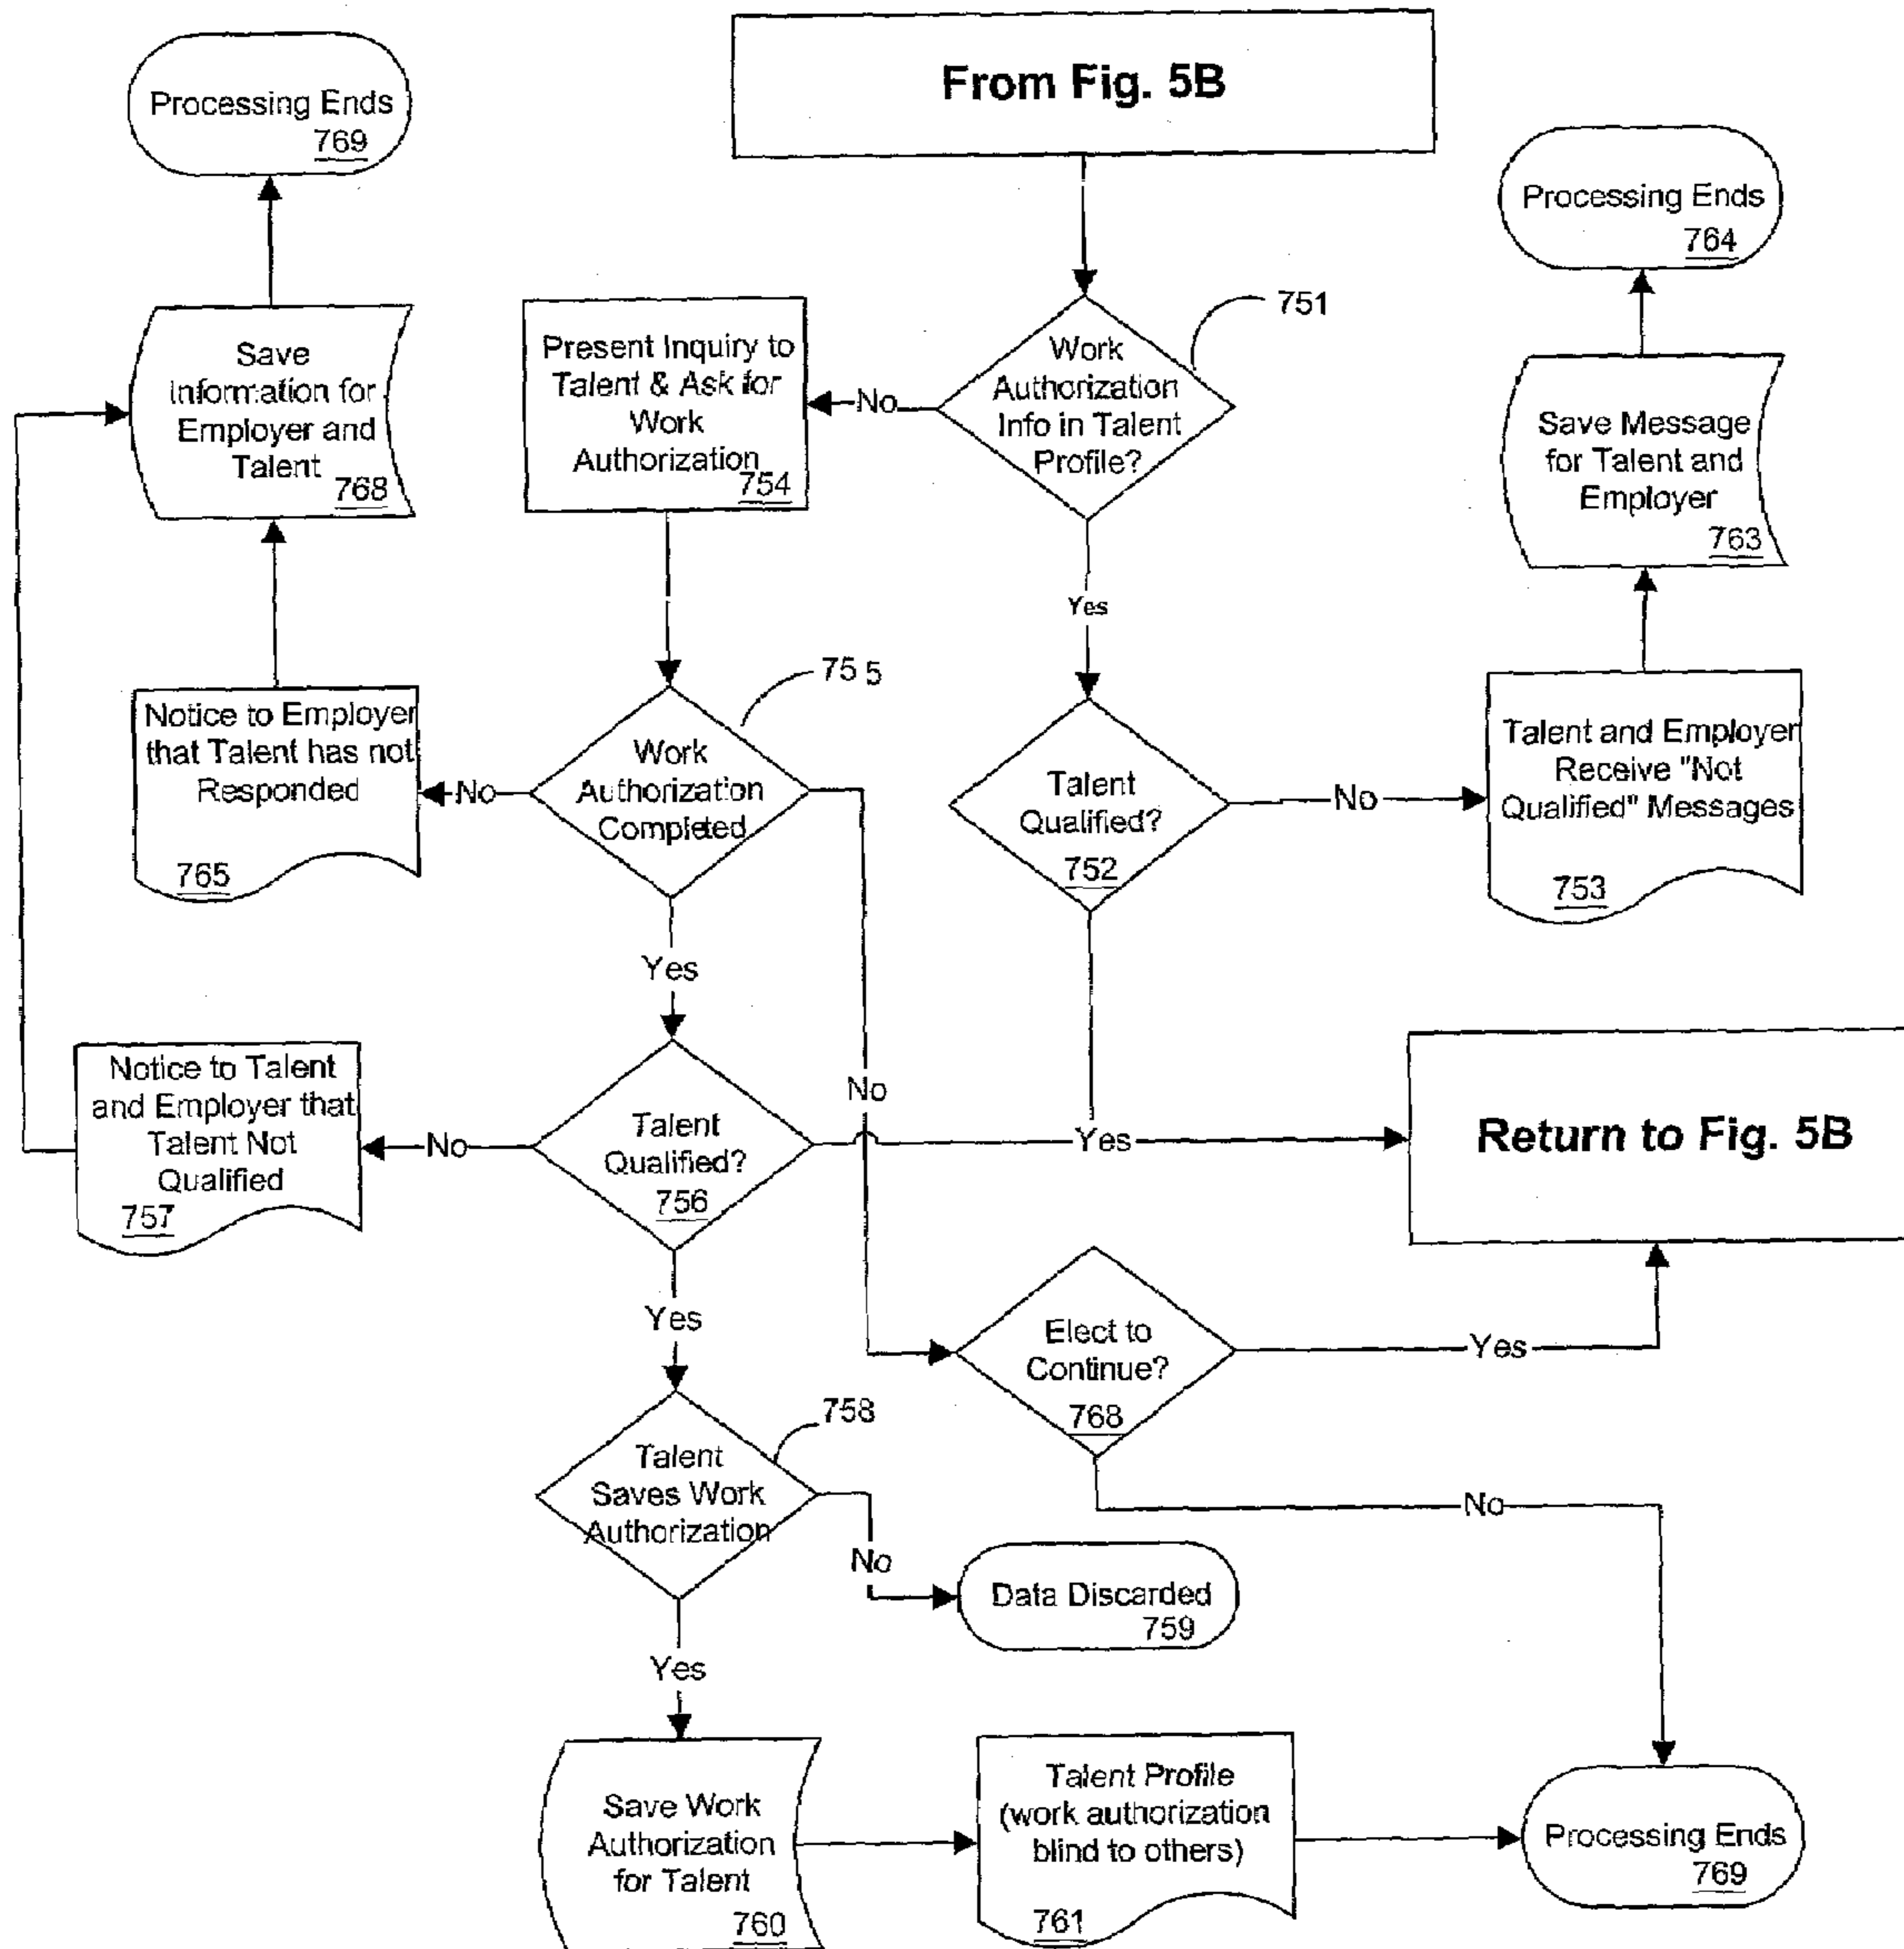 From Fig. 5B
Processing Ends
769
Processing Ends
764
751
Work
Authorization
Info in Talent
Profile?
No
Yes
Present Inquiry to
Talent & Ask for
Work
Authorization
754
Save
Information for
Employer and
Talent
768
Save Message
for Talent and
Employer
763
755
Work
Authorization
Completed
No
Yes
No
Notice to Employer
that Talent has not
Responded
765
Talent
Qualified?
752
No
Yes
Talent and Employer
Receive "Not
Qualified" Messages
753
Notice to Talent
and Employer that
Talent Not
Qualified
757
No
Talent
Qualified?
756
Yes
Return to Fig. 5B
Elect to
Continue?
768
Yes
No
758
Talent
Saves Work
Authorization
No
Data Discarded
759
Yes
Save Work
Authorization
for Talent
760
Talent Profile
(work authorization
blind to others)
761
Processing Ends
769